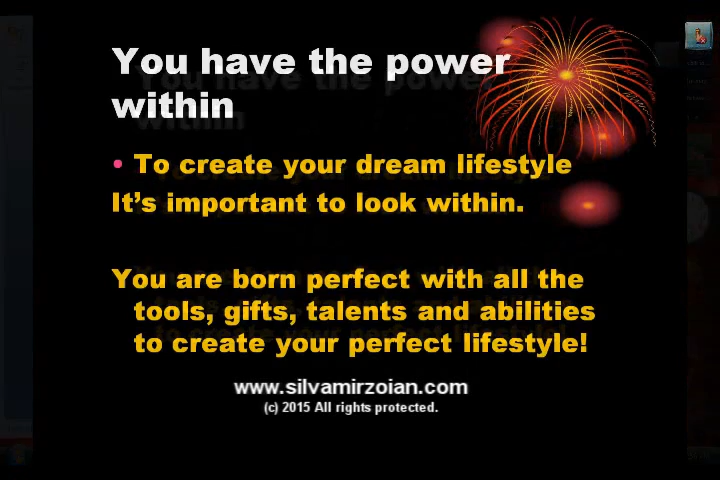 You have the power
within
• To create your dream lifestyle
It's important to look within.
You are born perfect with all the
tools, gifts, talents and abilities
to create your perfect lifestyle!
www.silvamirzoian.com
(c) 2015 All rights protected.